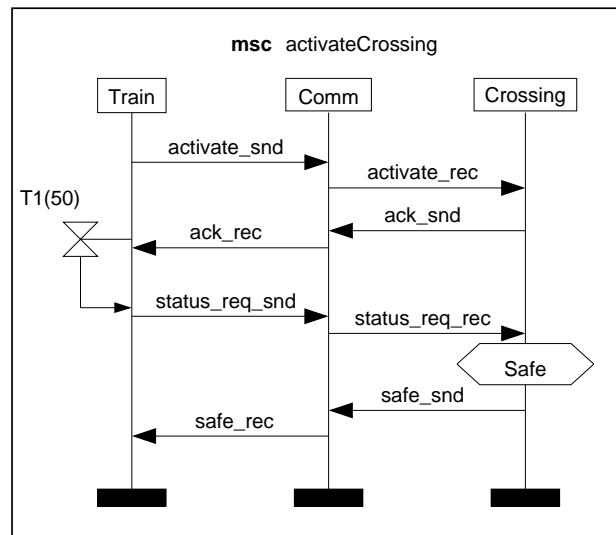 msc activateCrossing
Train Comm Crossing
activate_snd
activate_rec
T1(50)
ack_snd
ack_rec
status_req_snd
status_req_rec
Safe
safe_snd
safe_rec